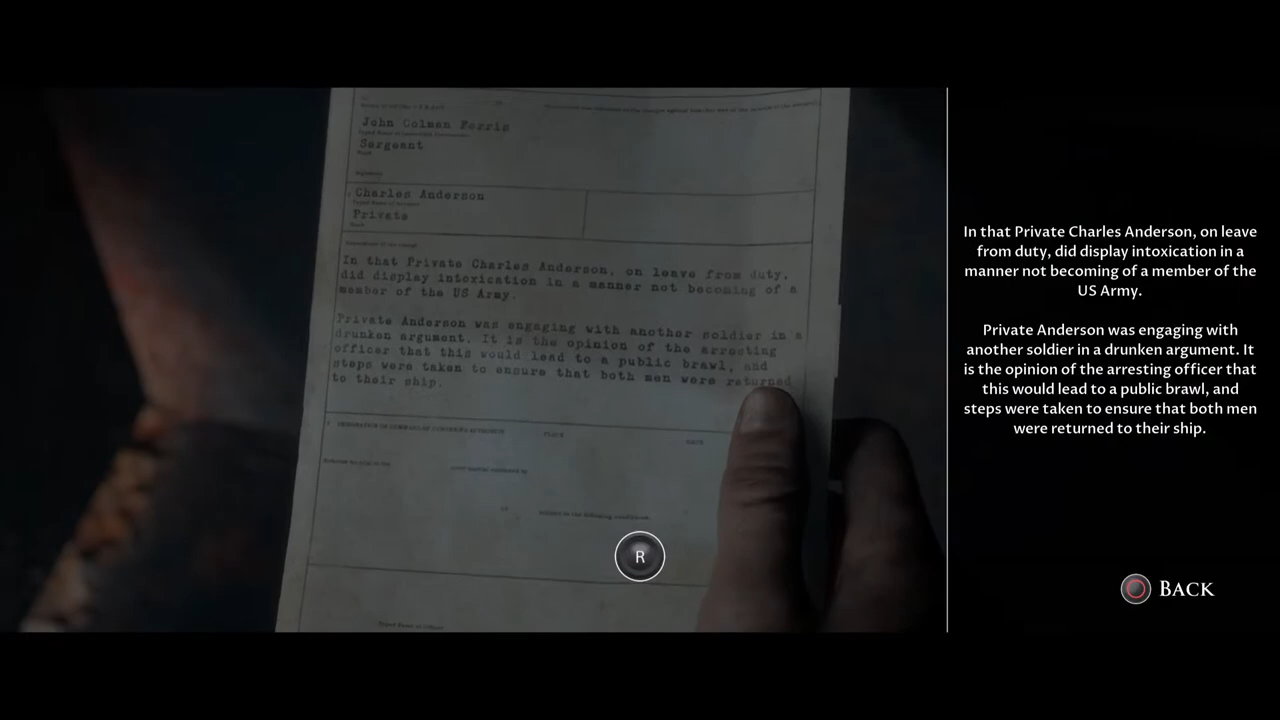 John Colman Ferris
Sergeant
Signature
Charles Anderson
Private
In that Private Charles Anderson, on leave from duty,
did display intoxication in a manner not becoming of a
member of the US Army.
Private Anderson was engaging with another soldier in a
drunken argument. It is the opinion of the arresting
officer that this would lead to a public brawl, and
steps were taken to ensure that both men were returned
to their ship.
PLACE
DATE
R
In that Private Charles Anderson, on leave
from duty, did display intoxication in a
manner not becoming of a member of the
US Army.
Private Anderson was engaging with
another soldier in a drunken argument. It
is the opinion of the arresting officer that
this would lead to a public brawl, and
steps were taken to ensure that both men
were returned to their ship.
BACK